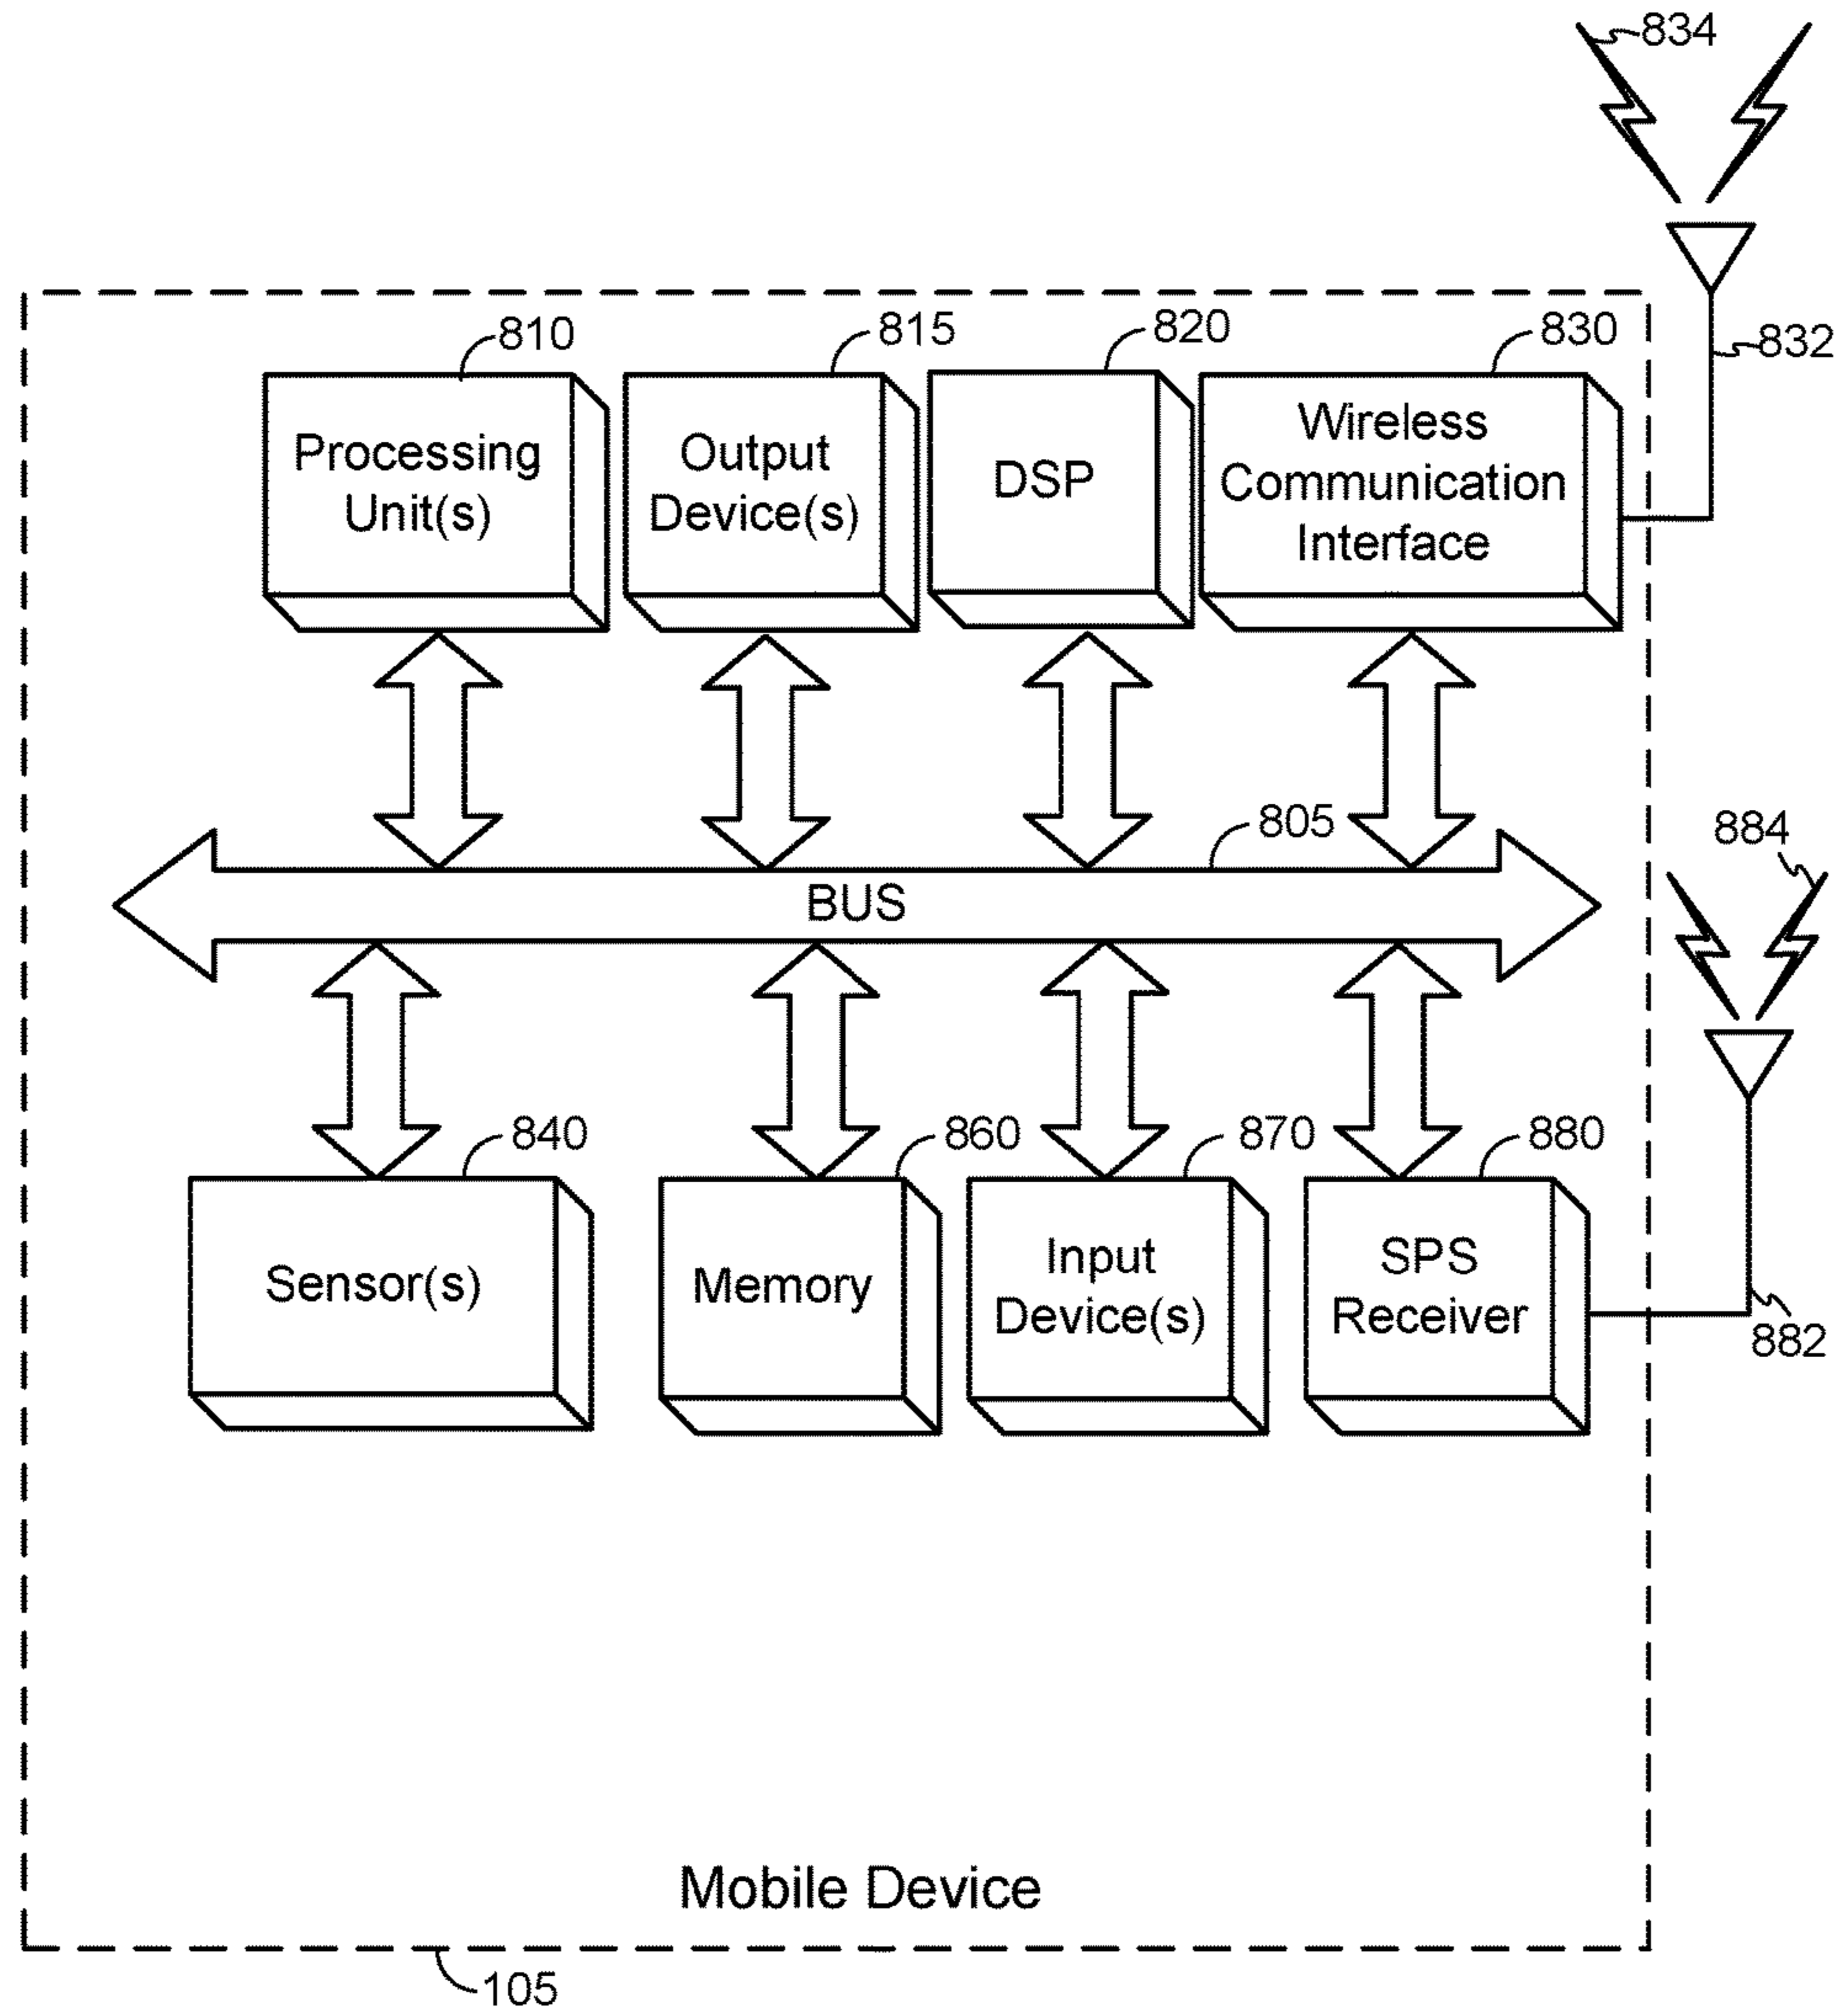 834
832
810
815
820
830
Processing
Unit(s)
Output
Device(s)
DSP
Wireless
Communication
Interface
805
BUS
884
840
860
870
880
Sensor(s)
Memory
Input
Device(s)
SPS
Receiver
882
Mobile Device
105